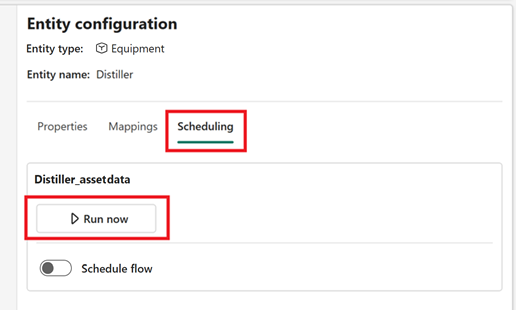 Entity configuration
Entity type: Equipment
Entity name: Distiller
Properties Mappings Scheduling
Distiller_assetdata
Run now
Schedule flow